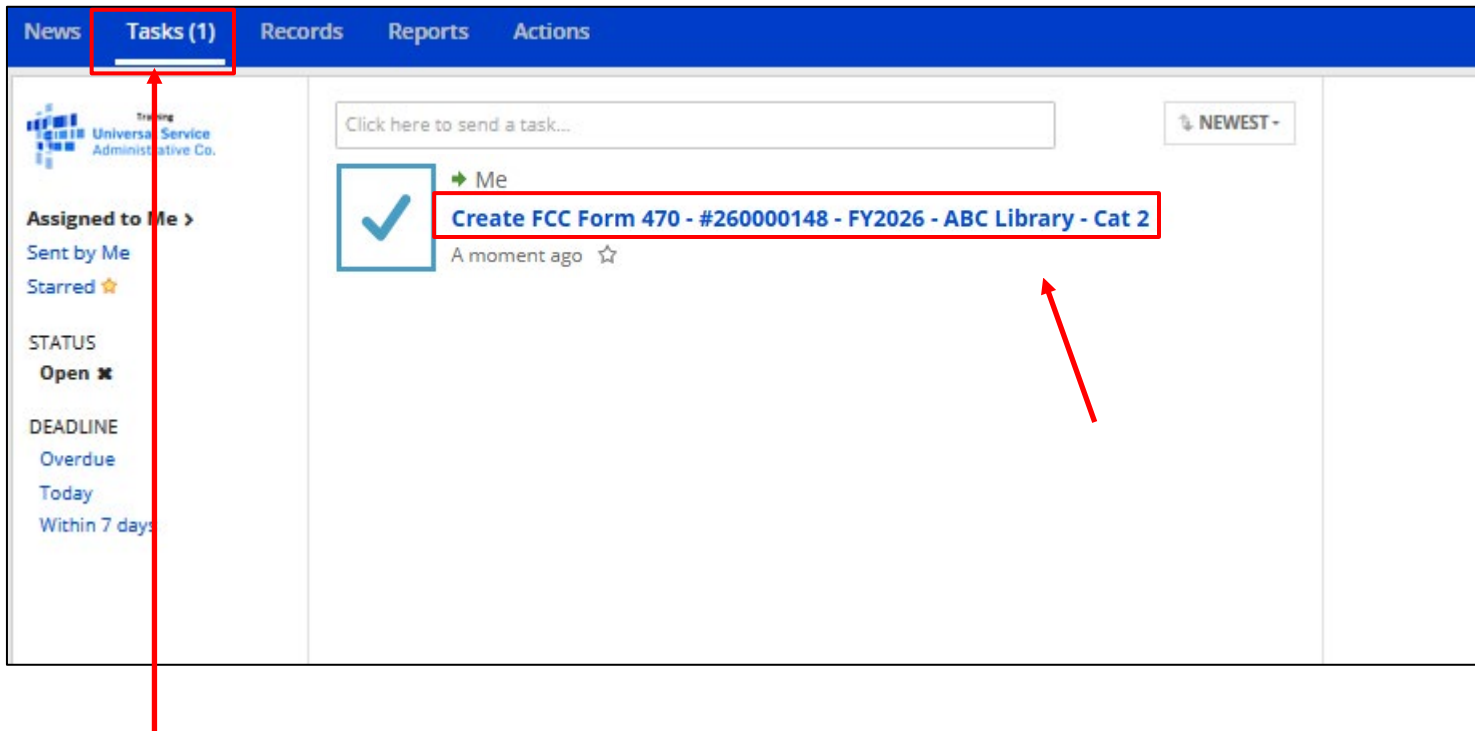 News Tasks (1) Records Reports Actions
Training
Universal Service
Administrative Co.
Click here to send a task...
NEWEST
Me
Create FCC Form 470 - #260000148 - FY2026 - ABC Library - Cat 2
A moment ago
Assigned to Me >
Sent by Me
Starred
STATUS
Open ✖
DEADLINE
Overdue
Today
Within 7 days